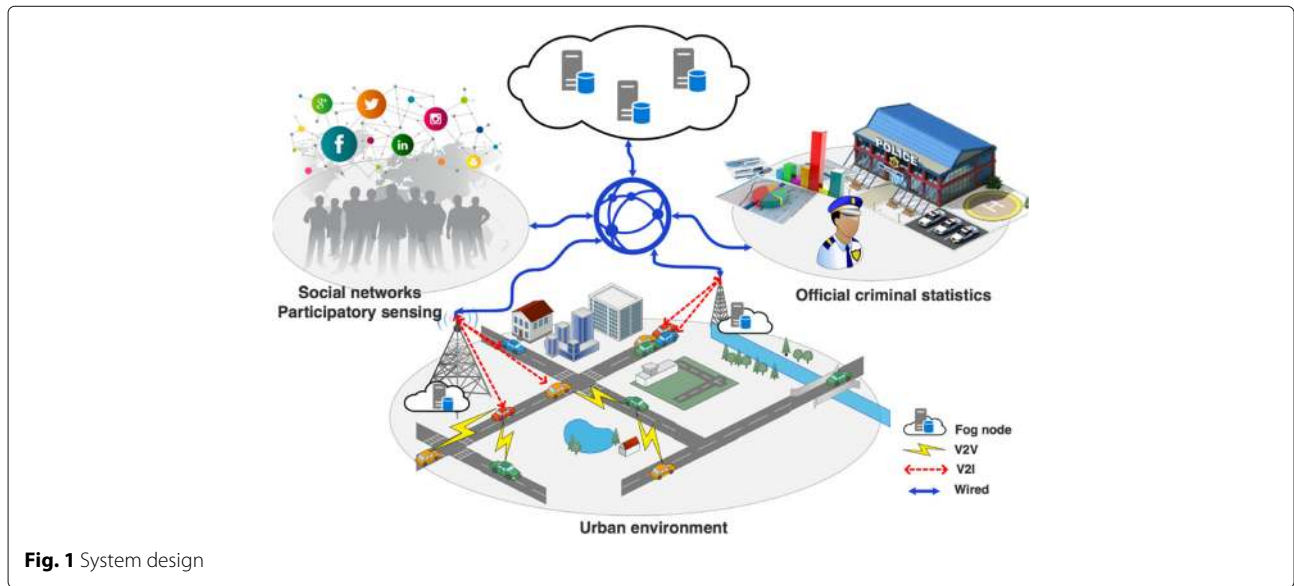 g+
f
in
POLICE
H
Social networks
Participatory sensing
Official criminal statistics
Fog node
V2V
V2I
Wired
Urban environment
Fig. 1 System design